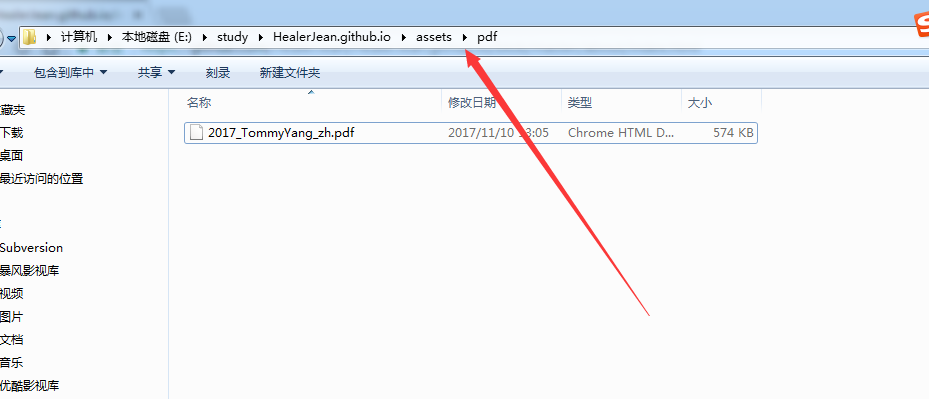 计算机 本地磁盘 (E:) study HealerJean.github.io assets pdf
包含到库中 共享 刻录 新建文件夹
名称 修改日期 类型 大小
藏夹
下载
2017_TommyYang_zh.pdf 2017/11/10 :05 Chrome HTML D... 574 KB
桌面
最近访问的位置
Subversion
暴风影视库
视频
图片
文档
音乐
优酷影视库